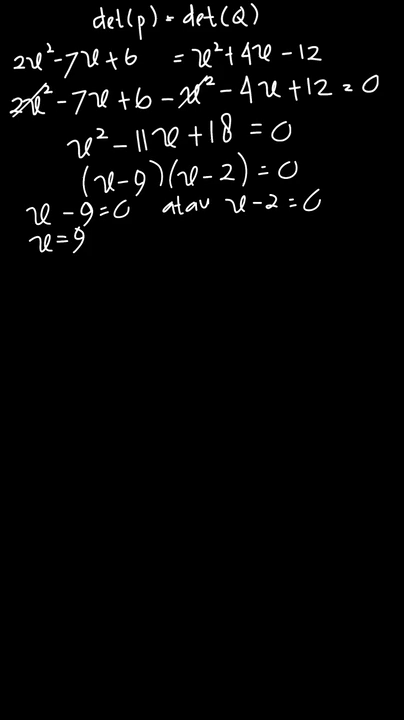 det(p) = det(Q)
2x² - 7x + 6 = x² + 4x - 12
2x² - 7x + 6 - x² - 4x + 12 = 0
x² - 11x + 18 = 0
(x - 9)(x - 2) = 0
x - 9 = 0 atau x - 2 = 0
x = 9